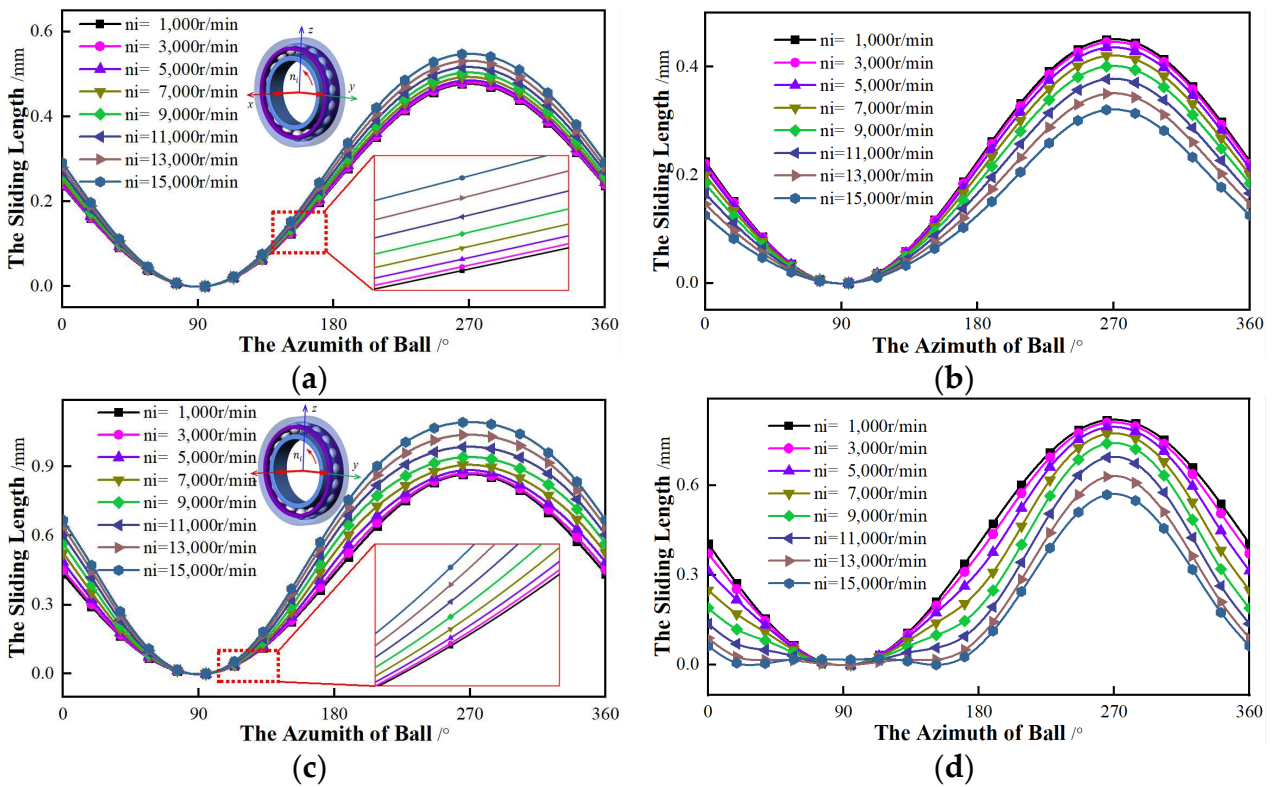 ni= 1,000r/min
ni= 3,000r/min
ni= 5,000r/min
ni= 7,000r/min
ni= 9,000r/min
ni=11,000r/min
ni=13,000r/min
ni=15,000r/min
z
n_i
x
y
The Sliding Length /mm
0.6
0.4
0.2
0.0
0 90 180 270 360
The Azumith of Ball /°
(a)
ni= 1,000r/min
ni= 3,000r/min
ni= 5,000r/min
ni= 7,000r/min
ni= 9,000r/min
ni=11,000r/min
ni=13,000r/min
ni=15,000r/min
The Sliding Length /mm
0.4
0.2
0.0
0 90 180 270 360
The Azimuth of Ball /°
(b)
ni= 1,000r/min
ni= 3,000r/min
ni= 5,000r/min
ni= 7,000r/min
ni= 9,000r/min
ni=11,000r/min
ni=13,000r/min
ni=15,000r/min
z
n_i
y
The Sliding Length /mm
0.9
0.6
0.3
0.0
0 90 180 270 360
The Azumith of Ball /°
(c)
ni= 1,000r/min
ni= 3,000r/min
ni= 5,000r/min
ni= 7,000r/min
ni= 9,000r/min
ni=11,000r/min
ni=13,000r/min
ni=15,000r/min
The Sliding Length /mm
0.6
0.3
0.0
0 90 180 270 360
The Azimuth of Ball /°
(d)